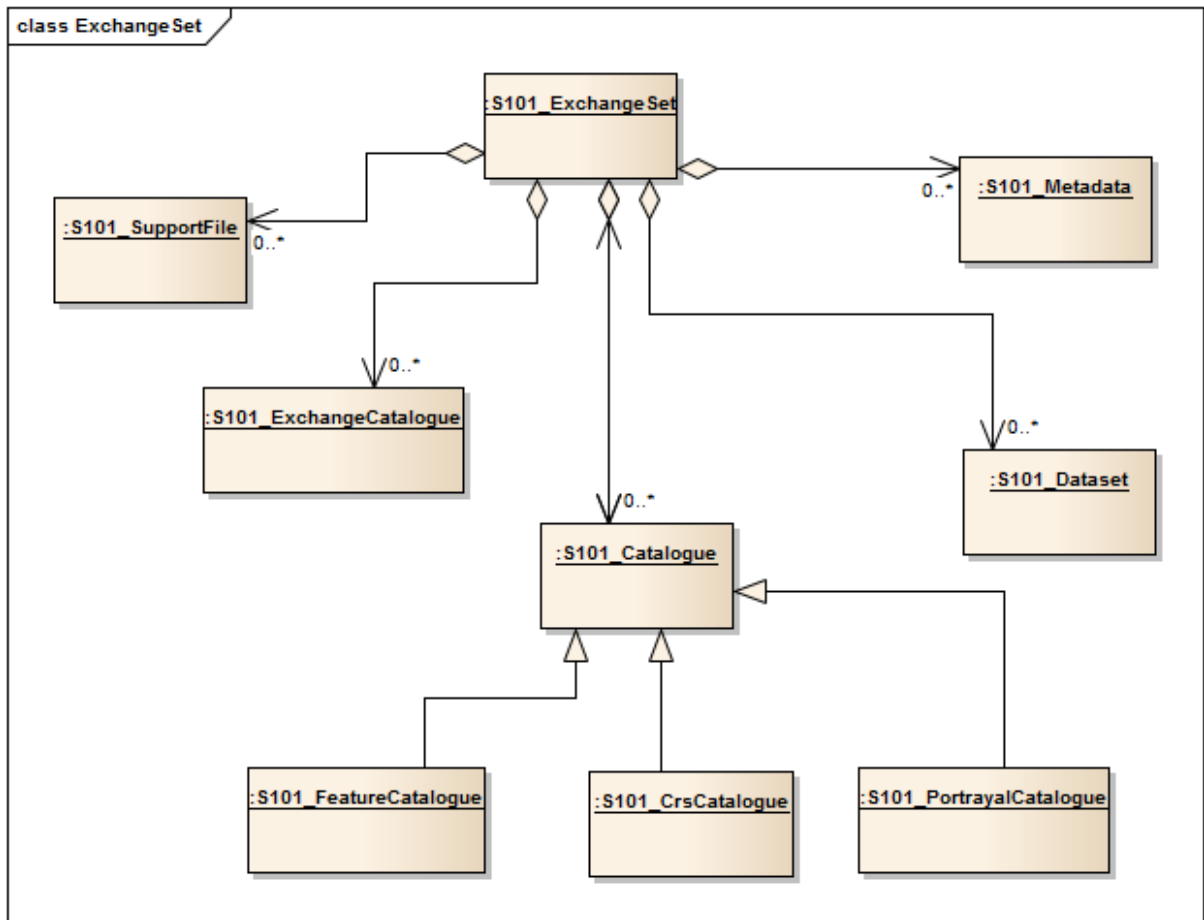 class ExchangeSet
:S101_ExchangeSet
:S101_Metadata
0..*
:S101_SupportFile
0..*
0..*
:S101_ExchangeCatalogue
0..*
:S101_Dataset
0..*
:S101_Catalogue
:S101_FeatureCatalogue
:S101_CrsCatalogue
:S101_PortrayalCatalogue